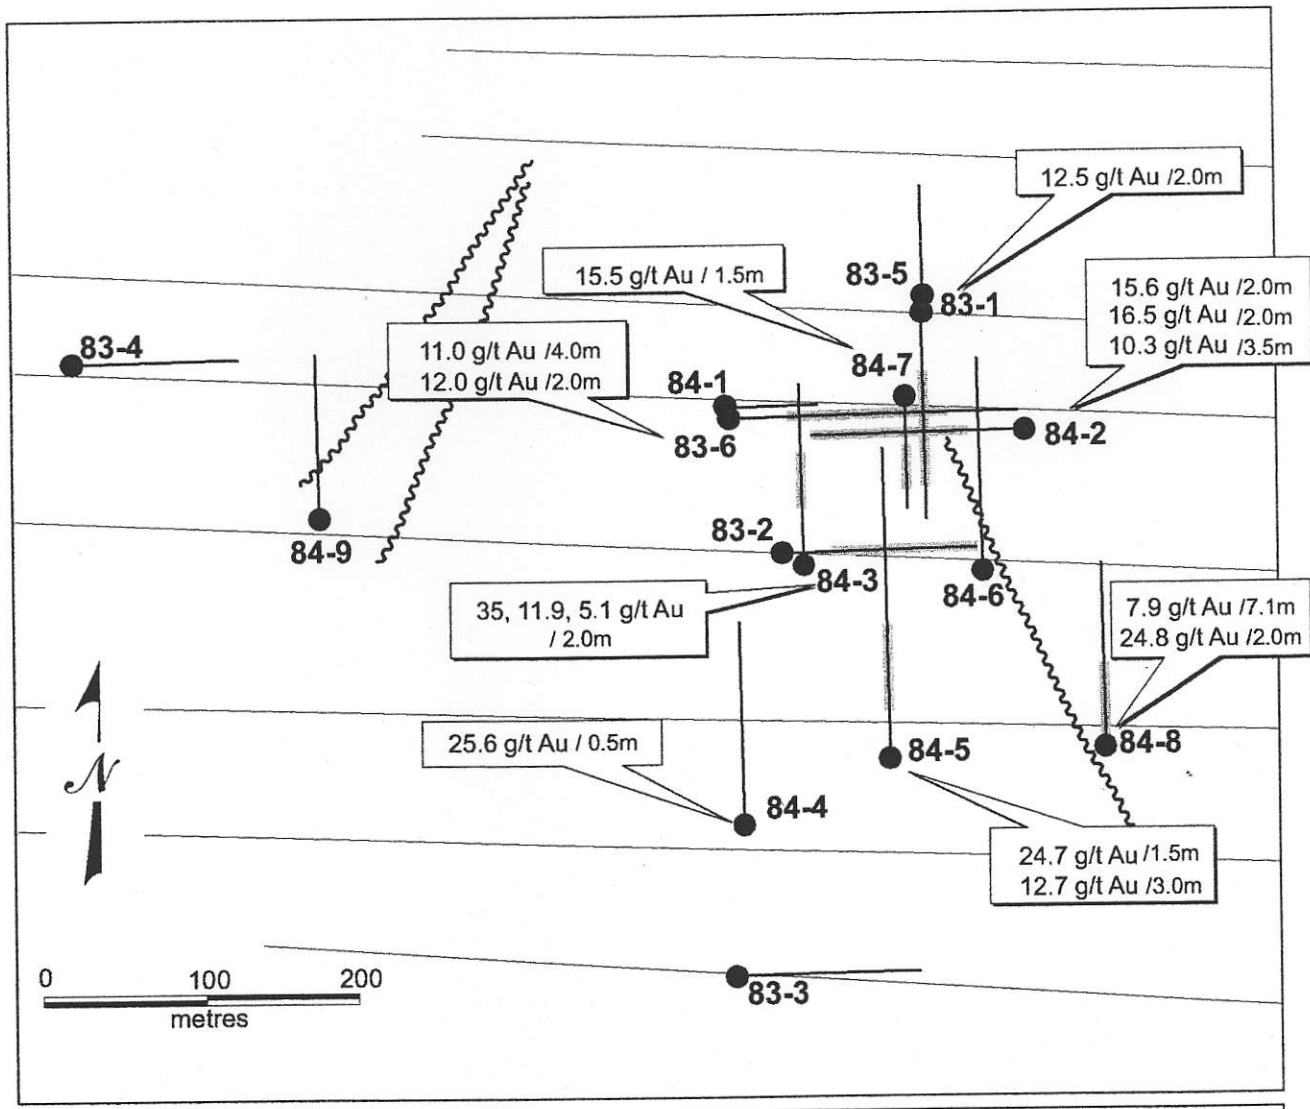 12.5 g/t Au /2.0m
15.5 g/t Au / 1.5m
83-5
83-1
15.6 g/t Au /2.0m
16.5 g/t Au /2.0m
10.3 g/t Au /3.5m
83-4
11.0 g/t Au /4.0m
12.0 g/t Au /2.0m
84-7
84-1
83-6
84-2
84-9
83-2
84-3
84-6
35, 11.9, 5.1 g/t Au
/ 2.0m
7.9 g/t Au /7.1m
24.8 g/t Au /2.0m
25.6 g/t Au / 0.5m
84-5
84-8
N
84-4
24.7 g/t Au /1.5m
12.7 g/t Au /3.0m
0 100 200
metres
83-3